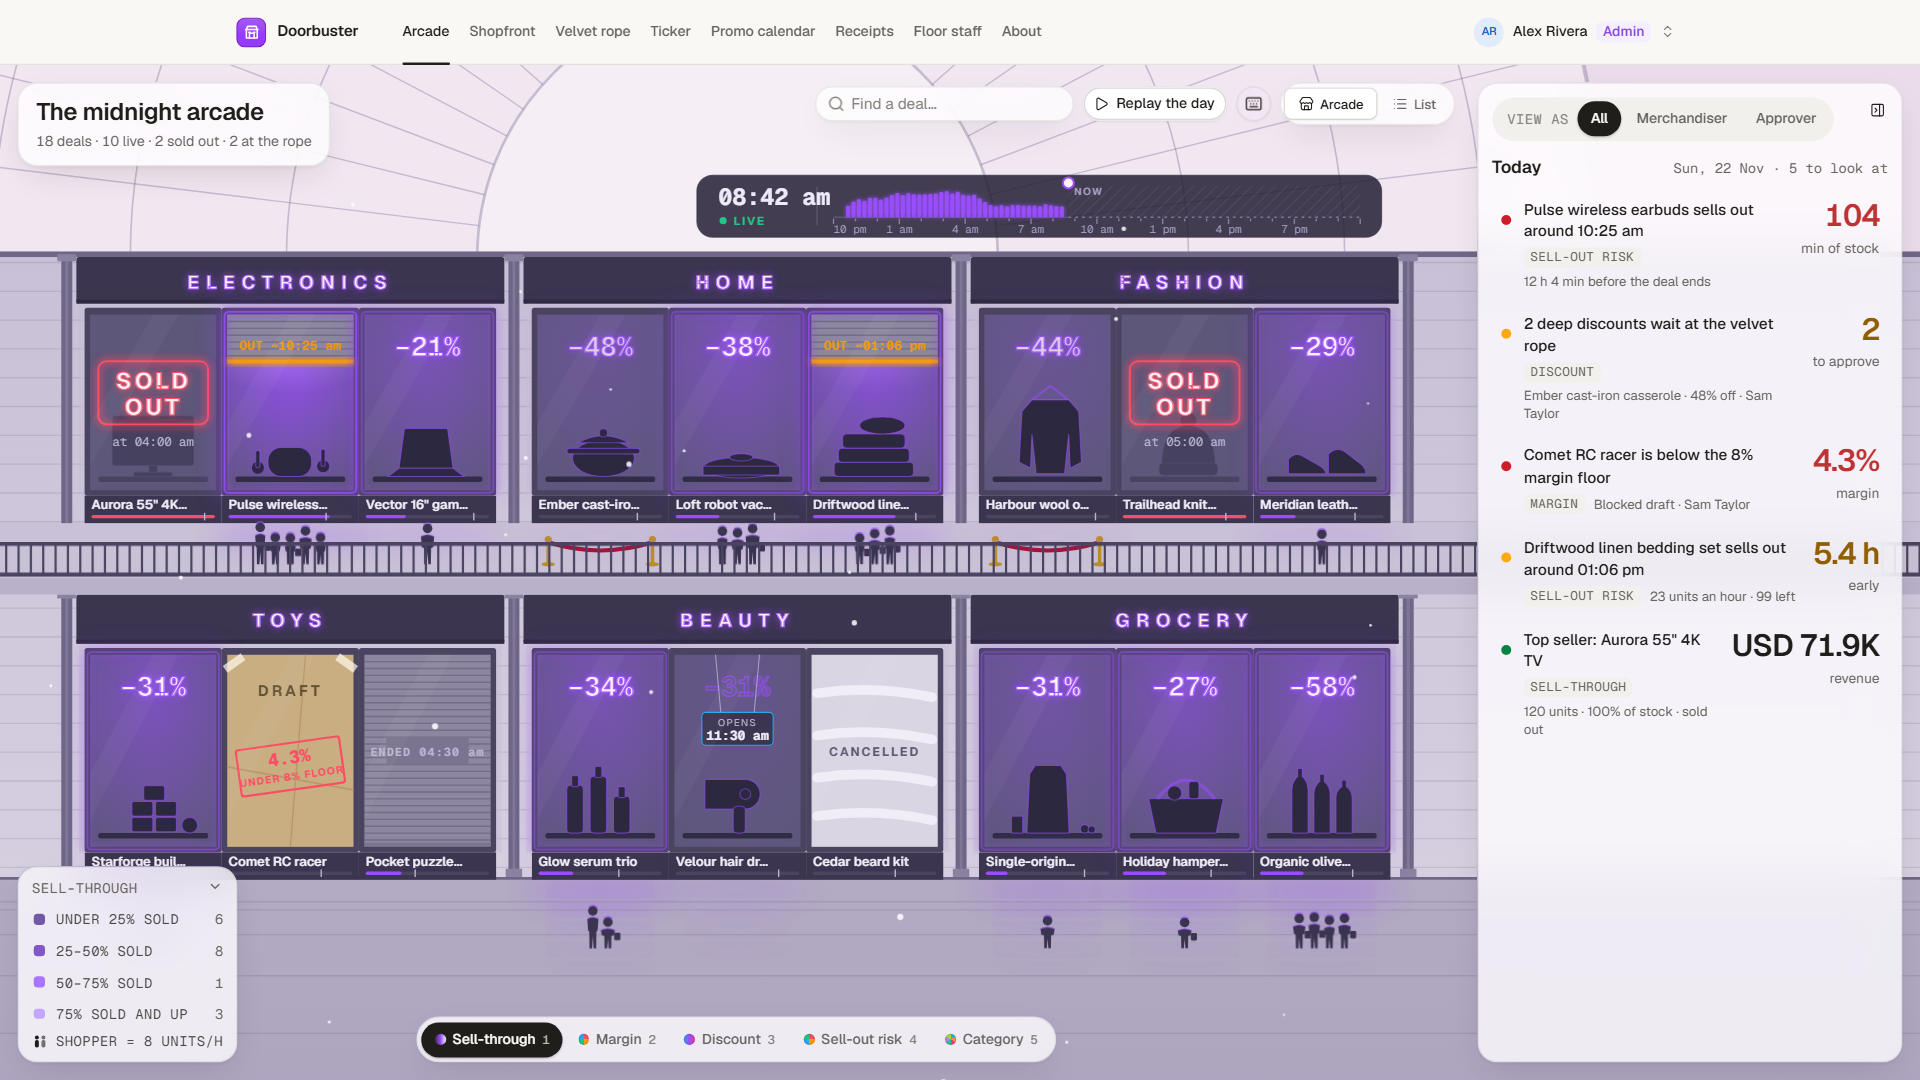 Doorbuster
Arcade
Shopfront
Velvet rope
Ticker
Promo calendar
Receipts
Floor staff
About
AR
Alex Rivera
Admin
The midnight arcade
18 deals · 10 live · 2 sold out · 2 at the rope
Find a deal...
Replay the day
Arcade
List
08:42 am
LIVE
NOW
10 pm
1 am
4 am
7 am
10 am
1 pm
4 pm
7 pm
ELECTRONICS
HOME
FASHION
SOLD OUT
at 04:00 am
OUT ~10:25 am
−21%
−48%
−38%
OUT ~01:06 pm
−44%
SOLD OUT
at 05:00 am
−29%
Aurora 55" 4K...
Pulse wireless...
Vector 16" gam...
Ember cast-iro...
Loft robot vac...
Driftwood line...
Harbour wool o...
Trailhead knit...
Meridian leath...
TOYS
BEAUTY
GROCERY
−31%
DRAFT
4.3%
UNDER 8% FLOOR
ENDED 04:30 am
−34%
−31%
OPENS
11:30 am
CANCELLED
−31%
−27%
−58%
Starforge buil...
Comet RC racer
Pocket puzzle...
Glow serum trio
Velour hair dr...
Cedar beard kit
Single-origin...
Holiday hamper...
Organic olive...
SELL-THROUGH
UNDER 25% SOLD 6
25–50% SOLD 8
50–75% SOLD 1
75% SOLD AND UP 3
SHOPPER = 8 UNITS/H
Sell-through 1
Margin 2
Discount 3
Sell-out risk 4
Category 5
VIEW AS
All
Merchandiser
Approver
Today
Sun, 22 Nov · 5 to look at
Pulse wireless earbuds sells out
around 10:25 am
SELL-OUT RISK
12 h 4 min before the deal ends
104
min of stock
2 deep discounts wait at the velvet
rope
DISCOUNT
Ember cast-iron casserole · 48% off · Sam
Taylor
2
to approve
Comet RC racer is below the 8%
margin floor
MARGIN
Blocked draft · Sam Taylor
4.3%
margin
Driftwood linen bedding set sells out
around 01:06 pm
SELL-OUT RISK
23 units an hour · 99 left
5.4 h
early
Top seller: Aurora 55" 4K
TV
SELL-THROUGH
120 units · 100% of stock · sold
out
USD 71.9K
revenue